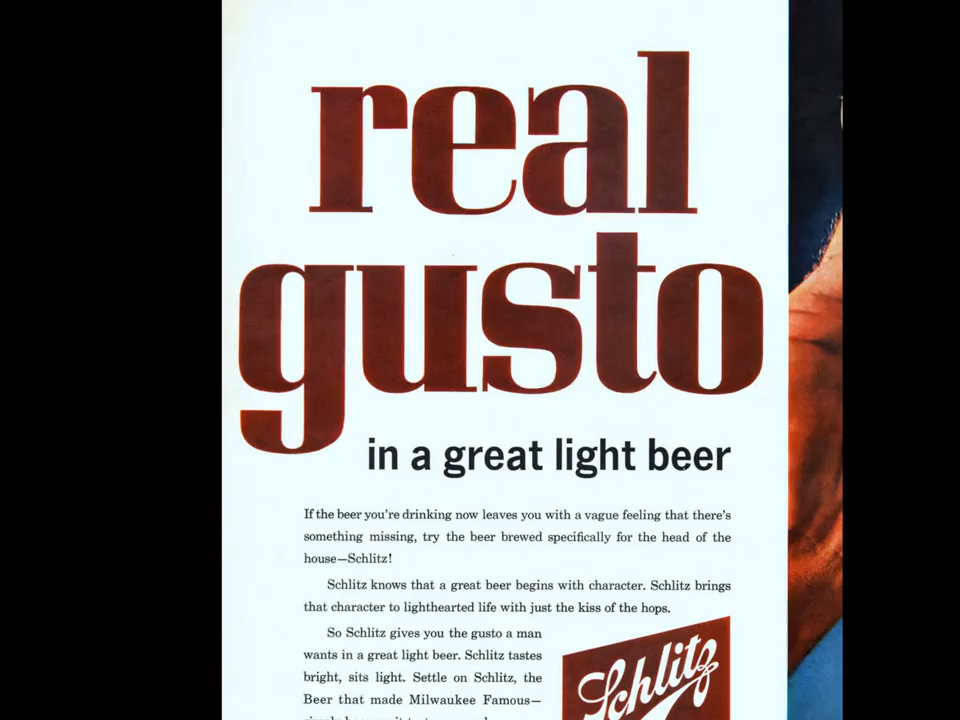 real
gusto
in a great light beer
If the beer you're drinking now leaves you with a vague feeling that there's
something missing, try the beer brewed specifically for the head of the
house—Schlitz!
Schlitz knows that a great beer begins with character. Schlitz brings
that character to lighthearted life with just the kiss of the hops.
So Schlitz gives you the gusto a man
wants in a great light beer. Schlitz tastes
bright, sits light. Settle on Schlitz, the
Beer that made Milwaukee Famous—
Schlitz